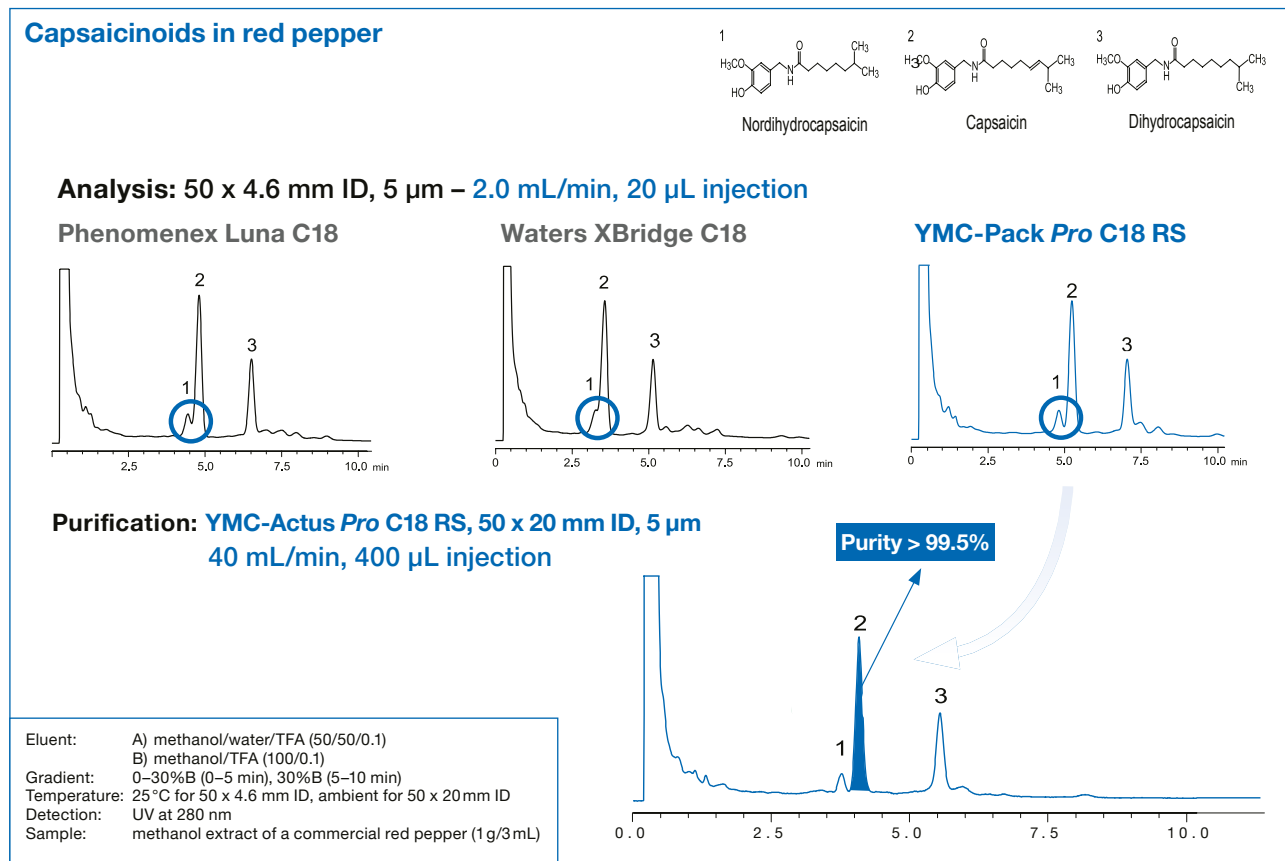 Capsaicinoids in red pepper
1
2
3
O
O
O
H₃CO
CH₃
CH₃
HO
N
H
H₃CO
3
CH₃
CH₃
HO
N
H
H₃CO
CH₃
CH₃
HO
N
H
Nordihydrocapsaicin
Capsaicin
Dihydrocapsaicin
Analysis: 50 x 4.6 mm ID, 5 µm – 2.0 mL/min, 20 µL injection
Phenomenex Luna C18
Waters XBridge C18
YMC-Pack Pro C18 RS
1
2
3
2.5 5.0 7.5 10.0 min
1
2
3
0 2.5 5.0 7.5 10.0 min
1
2
3
0 2.5 5.0 7.5 10.0 min
Purification: YMC-Actus Pro C18 RS, 50 x 20 mm ID, 5 µm
40 mL/min, 400 µL injection
Purity > 99.5%
1
2
3
0.0 2.5 5.0 7.5 10.0
Eluent: A) methanol/water/TFA (50/50/0.1)
B) methanol/TFA (100/0.1)
Gradient: 0–30%B (0–5 min), 30%B (5–10 min)
Temperature: 25°C for 50 x 4.6 mm ID, ambient for 50 x 20 mm ID
Detection: UV at 280 nm
Sample: methanol extract of a commercial red pepper (1 g/3 mL)